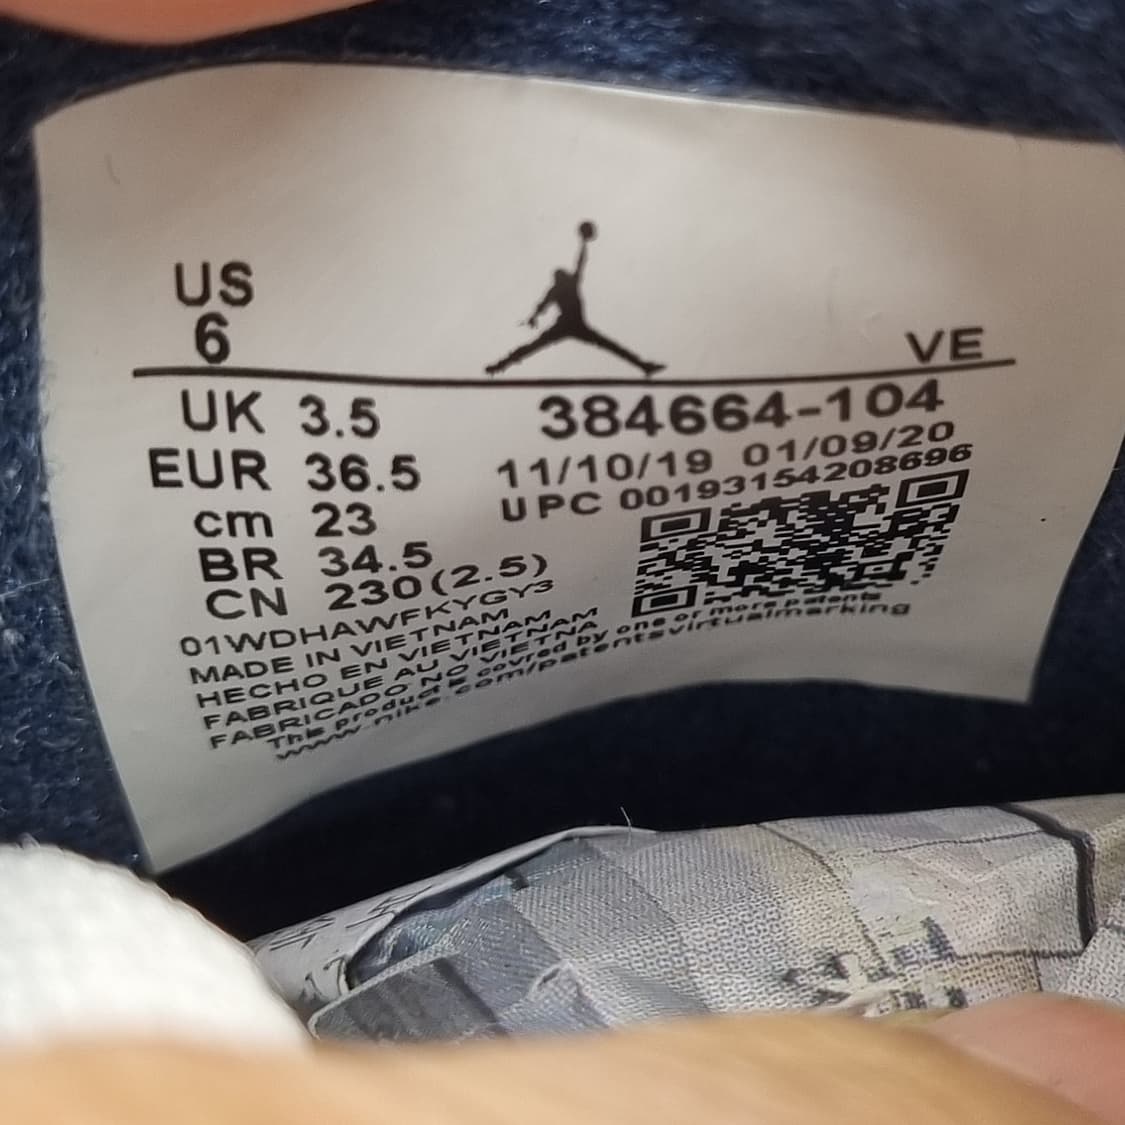 US
6
VE
UK 3.5
384664-104
EUR 36.5
11/10/19 01/09/20
cm 23
UPC 00193154208696
BR 34.5
CN 230(2.5)
01WDHAWFKYGY3
MADE IN VIETNAM
HECHO EN VIETNAM
FABRIQUE AU VIETNAM
FABRICADO NO VIETNA
This product is covred by one or more patents
www.nike.com/patentsvirtualmarking